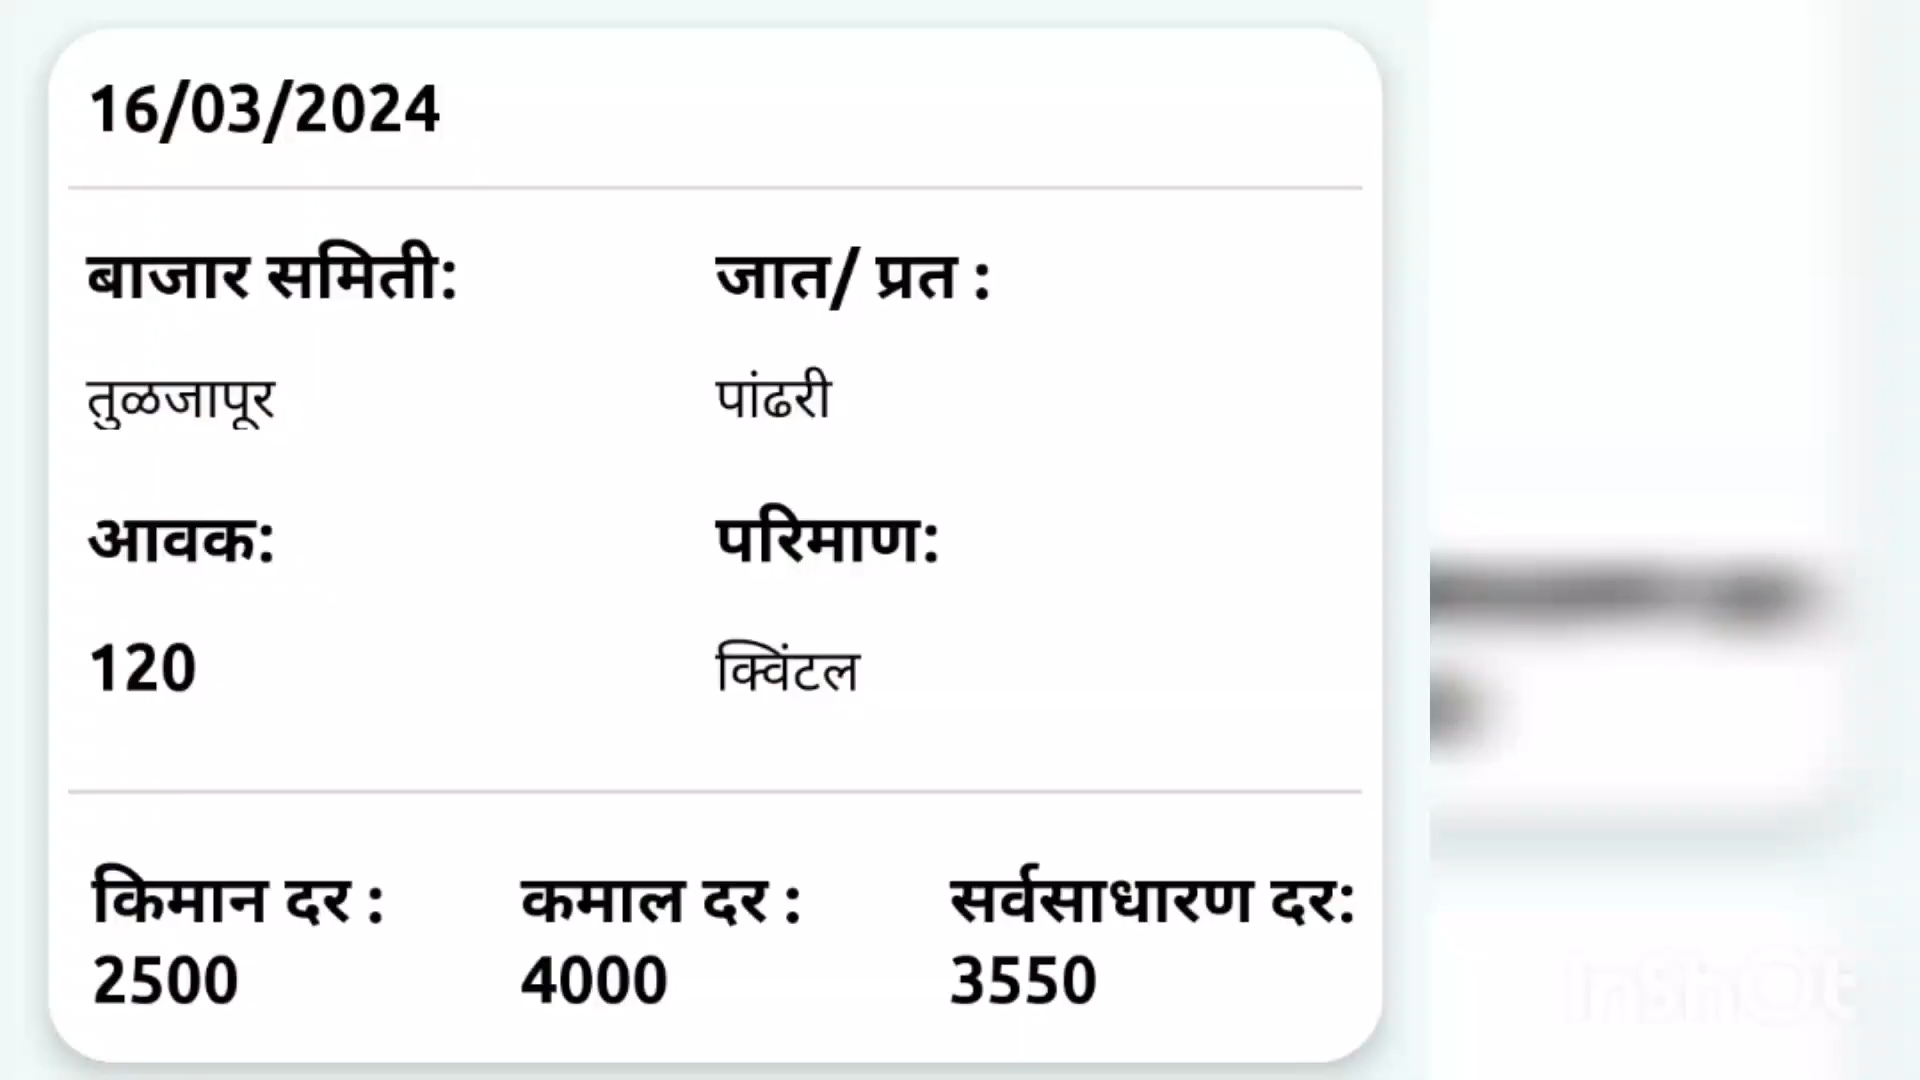 16/03/2024
बाजार समिती: जात/ प्रत :
तुळजापूर पांढरी
आवक: परिमाण:
120 क्विंटल
किमान दर : कमाल दर : सर्वसाधारण दर:
2500 4000 3550
InShot